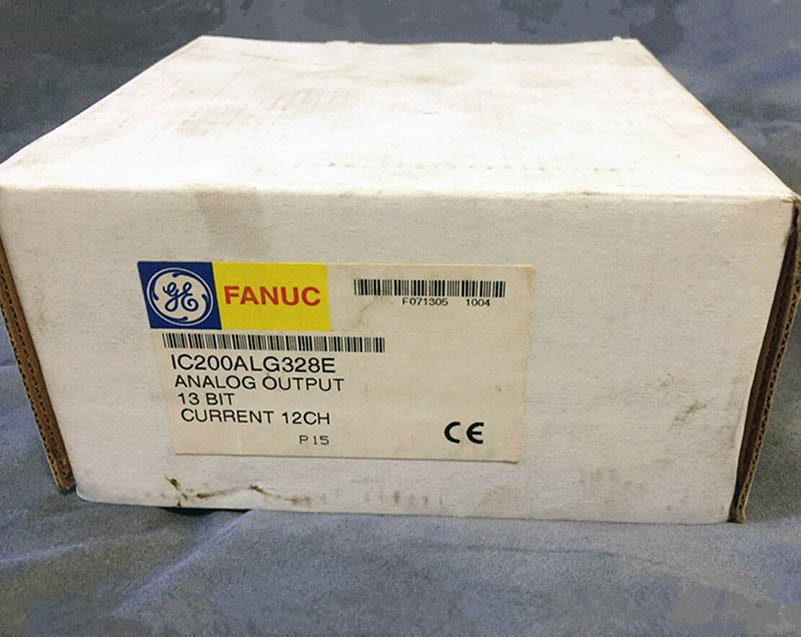 GE FANUC
F071305 1004
IC200ALG328E
ANALOG OUTPUT
13 BIT
CURRENT 12CH
P15
CE